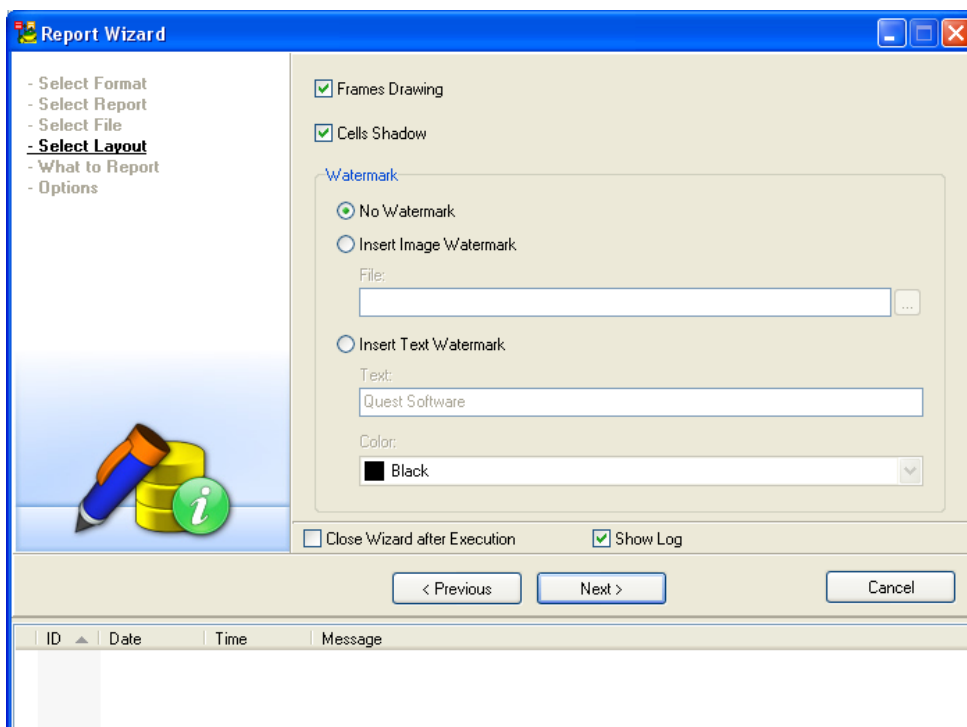 Report Wizard
- Select Format
- Select Report
- Select File
- Select Layout
- What to Report
- Options
Frames Drawing
Cells Shadow
Watermark
No Watermark
Insert Image Watermark
File:
...
Insert Text Watermark
Text:
Quest Software
Color:
Black
Close Wizard after Execution Show Log
< Previous Next > Cancel
ID Date Time Message